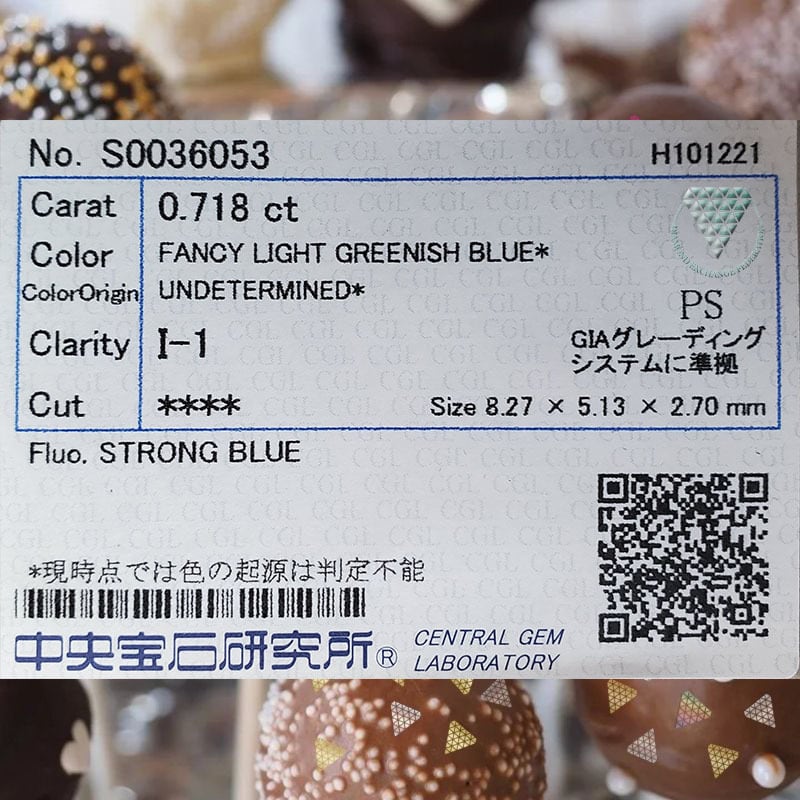 No. S0036053
H101221
Carat 0.718 ct
Color FANCY LIGHT GREENISH BLUE*
ColorOrigin UNDETERMINED*
PS
Clarity I-1
GIAグレーディング
システムに準拠
Cut ****
Size 8.27 × 5.13 × 2.70 mm
Fluo. STRONG BLUE
*現時点では色の起源は判定不能
中央宝石研究所®
CENTRAL GEM
LABORATORY